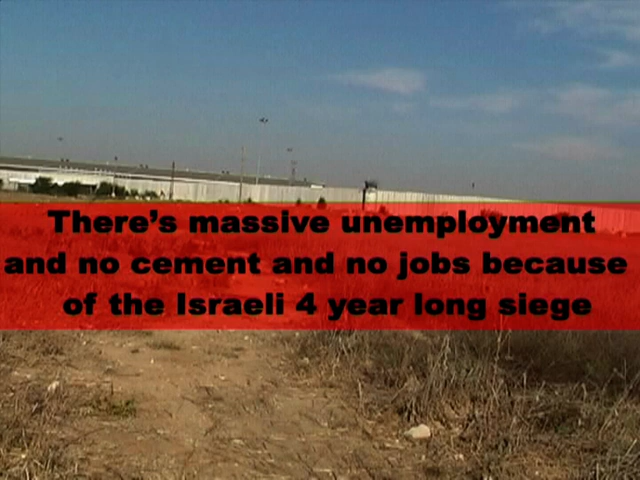 There's massive unemployment
and no cement and no jobs because
of the Israeli 4 year long siege